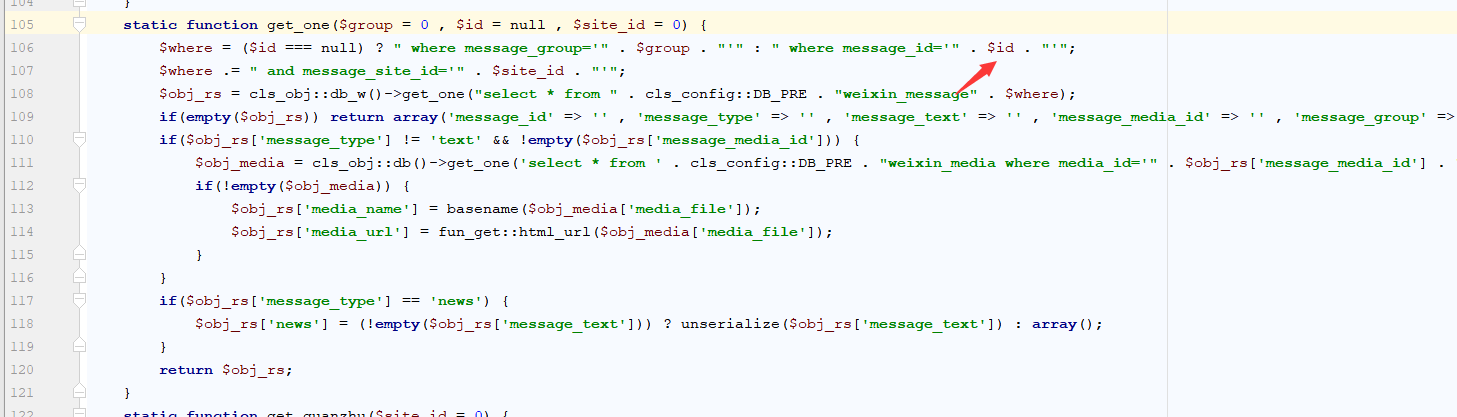 104 }
105 static function get_one($group = 0 , $id = null , $site_id = 0) {
106 $where = ($id === null) ? " where message_group='" . $group . "'" : " where message_id='" . $id . "'";
107 $where .= " and message_site_id='" . $site_id . "'";
108 $obj_rs = cls_obj::db_w()->get_one("select * from " . cls_config::DB_PRE . "weixin_message" . $where);
109 if(empty($obj_rs)) return array('message_id' => '' , 'message_type' => '' , 'message_text' => '' , 'message_media_id' => '' , 'message_group' =>
110 if($obj_rs['message_type'] != 'text' && !empty($obj_rs['message_media_id'])) {
111 $obj_media = cls_obj::db()->get_one('select * from ' . cls_config::DB_PRE . "weixin_media where media_id='" . $obj_rs['message_media_id'] .
112 if(!empty($obj_media)) {
113 $obj_rs['media_name'] = basename($obj_media['media_file']);
114 $obj_rs['media_url'] = fun_get::html_url($obj_media['media_file']);
115 }
116 }
117 if($obj_rs['message_type'] == 'news') {
118 $obj_rs['news'] = (!empty($obj_rs['message_text'])) ? unserialize($obj_rs['message_text']) : array();
119 }
120 return $obj_rs;
121 }
122 static function get_guanzhu($site_id = 0) {